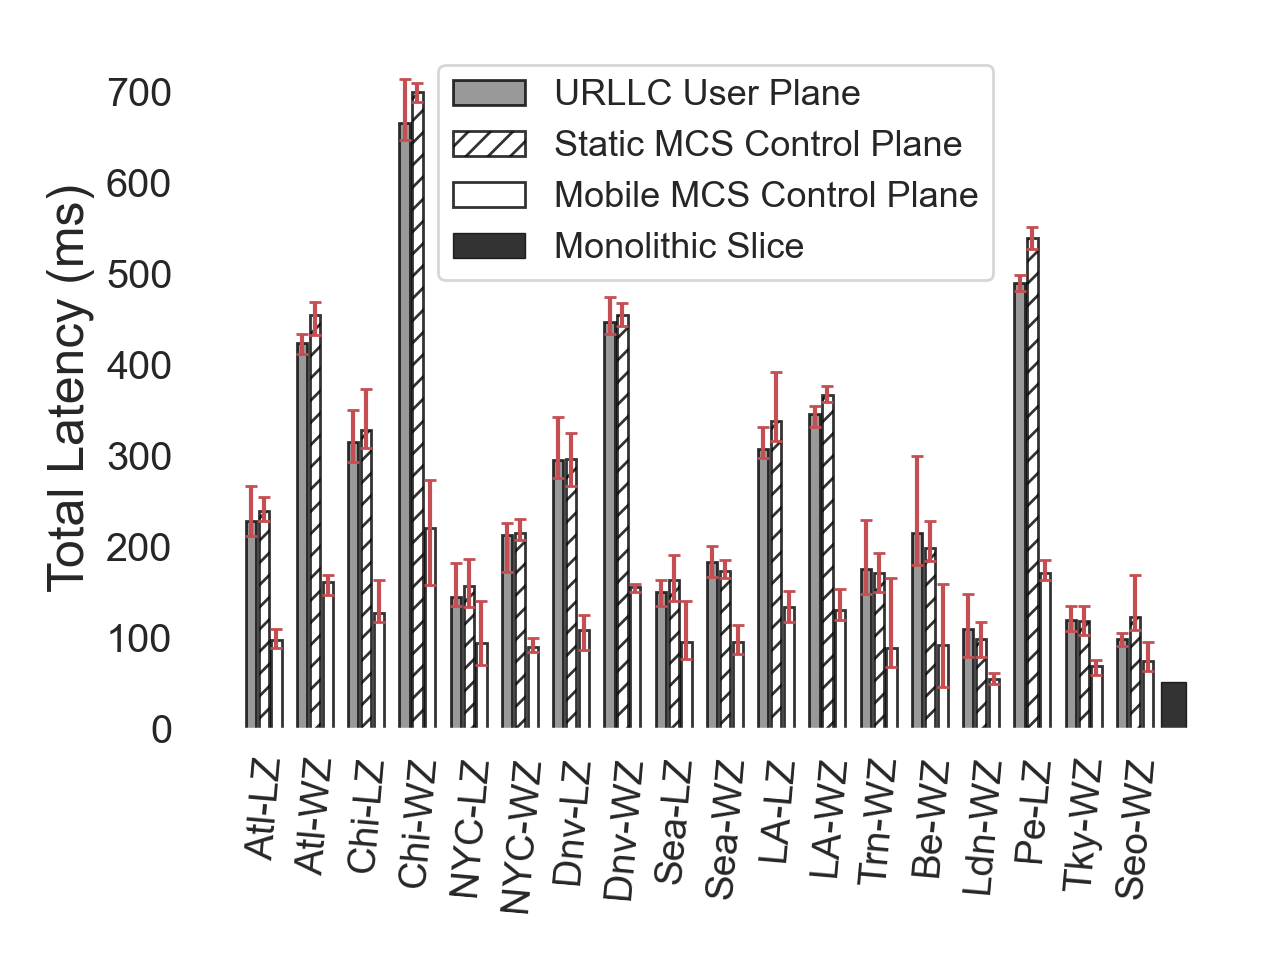 URLLC User Plane
Static MCS Control Plane
Mobile MCS Control Plane
Monolithic Slice
Total Latency (ms)
700
600
500
400
300
200
100
0
Atl-LZ
Atl-WZ
Chi-LZ
Chi-WZ
NYC-LZ
NYC-WZ
Dnv-LZ
Dnv-WZ
Sea-LZ
Sea-WZ
LA-LZ
LA-WZ
Trn-WZ
Be-WZ
Ldn-WZ
Pe-LZ
Tky-WZ
Seo-WZ